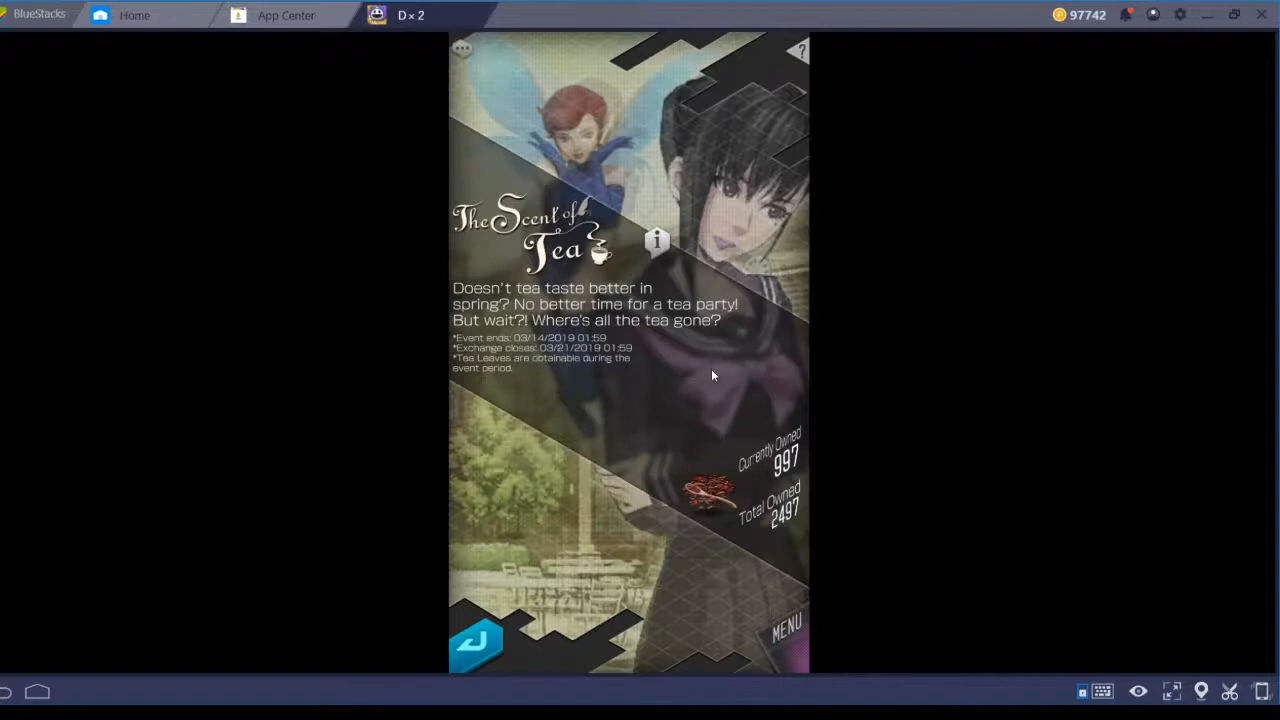 BlueStacks
Home
App Center
D×2
97742
?
The Scent of
Tea
i
Doesn't tea taste better in
spring? No better time for a tea party!
But wait?! Where's all the tea gone?
*Event ends: 03/14/2019 01:59
*Exchange closes: 03/21/2019 01:59
*Tea Leaves are obtainable during the
event period.
Currently Owned
997
Total Owned
2497
MENU